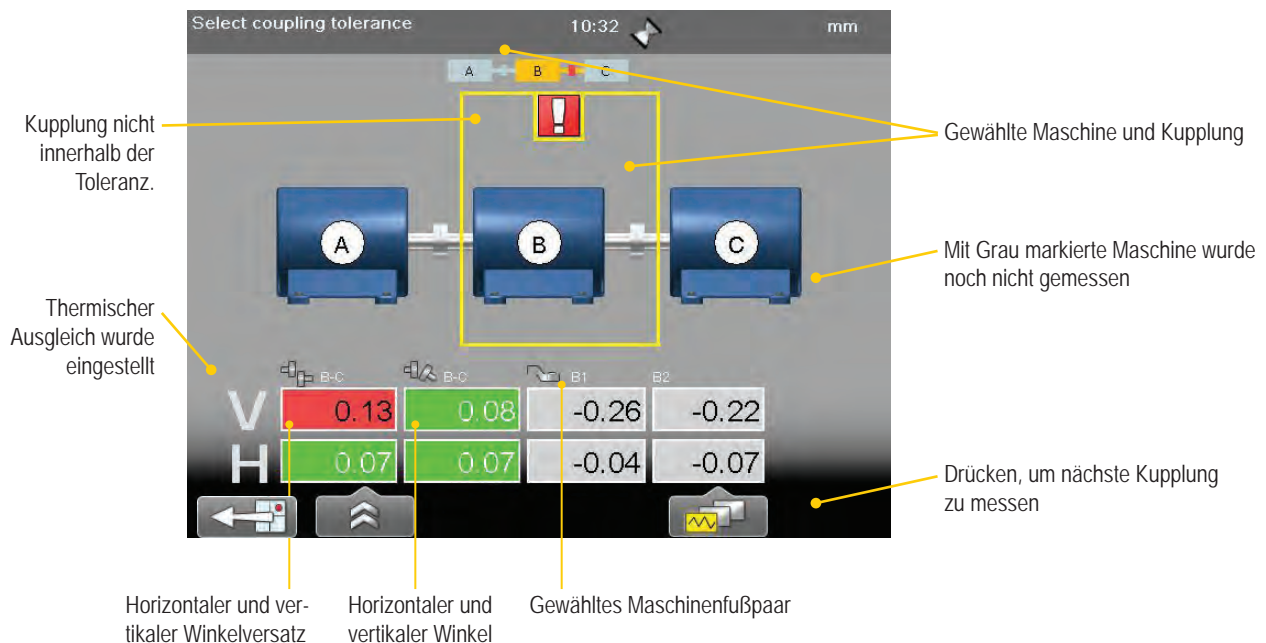 Select coupling tolerance 10:32 mm
A B C
Kupplung nicht
innerhalb der
Toleranz.
Gewählte Maschine und Kupplung
A B C
Mit Grau markierte Maschine wurde
noch nicht gemessen
Thermischer
Ausgleich wurde
eingestellt
B-C B-C B1 B2
V 0.13 0.08 -0.26 -0.22
H 0.07 0.07 -0.04 -0.07
Drücken, um nächste Kupplung
zu messen
Horizontaler und ver-
tikaler Winkelversatz
Horizontaler und
vertikaler Winkel
Gewähltes Maschinenfußpaar